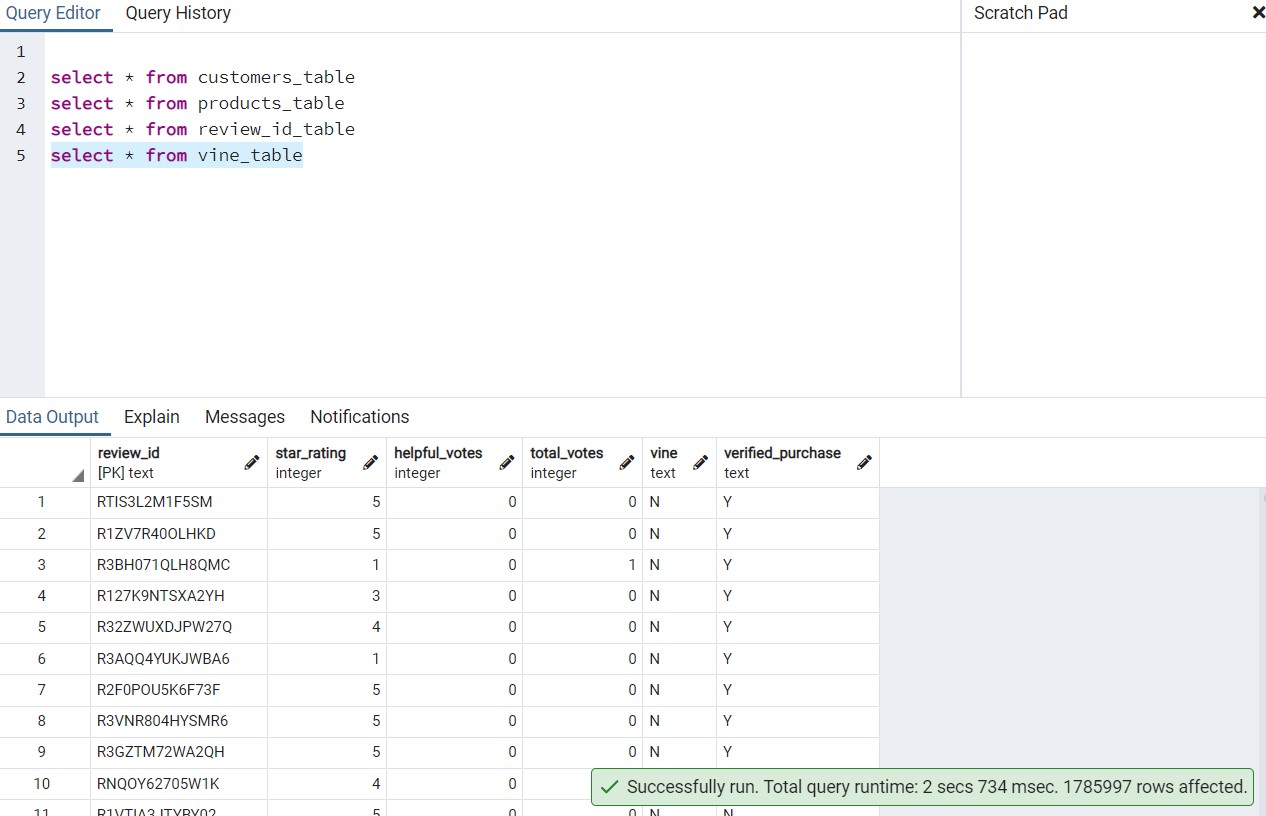 Query Editor Query History Scratch Pad
1
2 select * from customers_table
3 select * from products_table
4 select * from review_id_table
5 select * from vine_table
Data Output Explain Messages Notifications
review_id star_rating helpful_votes total_votes vine verified_purchase
[PK] text integer integer integer text text
1 RTIS3L2M1F5SM 5 0 0 N Y
2 R1ZV7R40OLHKD 5 0 0 N Y
3 R3BH071QLH8QMC 1 0 1 N Y
4 R127K9NTSXA2YH 3 0 0 N Y
5 R32ZWUXDJPW27Q 4 0 0 N Y
6 R3AQQ4YUKJWBA6 1 0 0 N Y
7 R2F0POU5K6F73F 5 0 0 N Y
8 R3VNR804HYSMR6 5 0 0 N Y
9 R3GZTM72WA2QH 5 0 0 N Y
10 RNQOY62705W1K 4 0
Successfully run. Total query runtime: 2 secs 734 msec. 1785997 rows affected.
11 5 0 0 N N